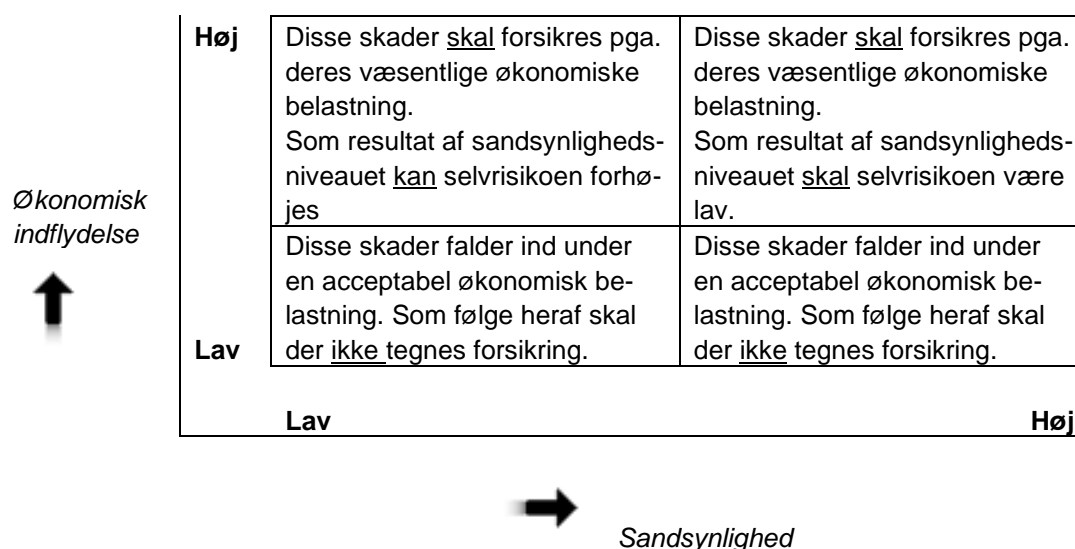 Høj
Disse skader skal forsikres pga.
deres væsentlige økonomiske
belastning.
Som resultat af sandsynligheds-
niveauet kan selvrisikoen forhø-
jes
Disse skader skal forsikres pga.
deres væsentlige økonomiske
belastning.
Som resultat af sandsynligheds-
niveauet skal selvrisikoen være
lav.
Økonomisk
indflydelse
Lav
Disse skader falder ind under
en acceptabel økonomisk be-
lastning. Som følge heraf skal
der ikke tegnes forsikring.
Disse skader falder ind under
en acceptabel økonomisk be-
lastning. Som følge heraf skal
der ikke tegnes forsikring.
Lav
Høj
Sandsynlighed